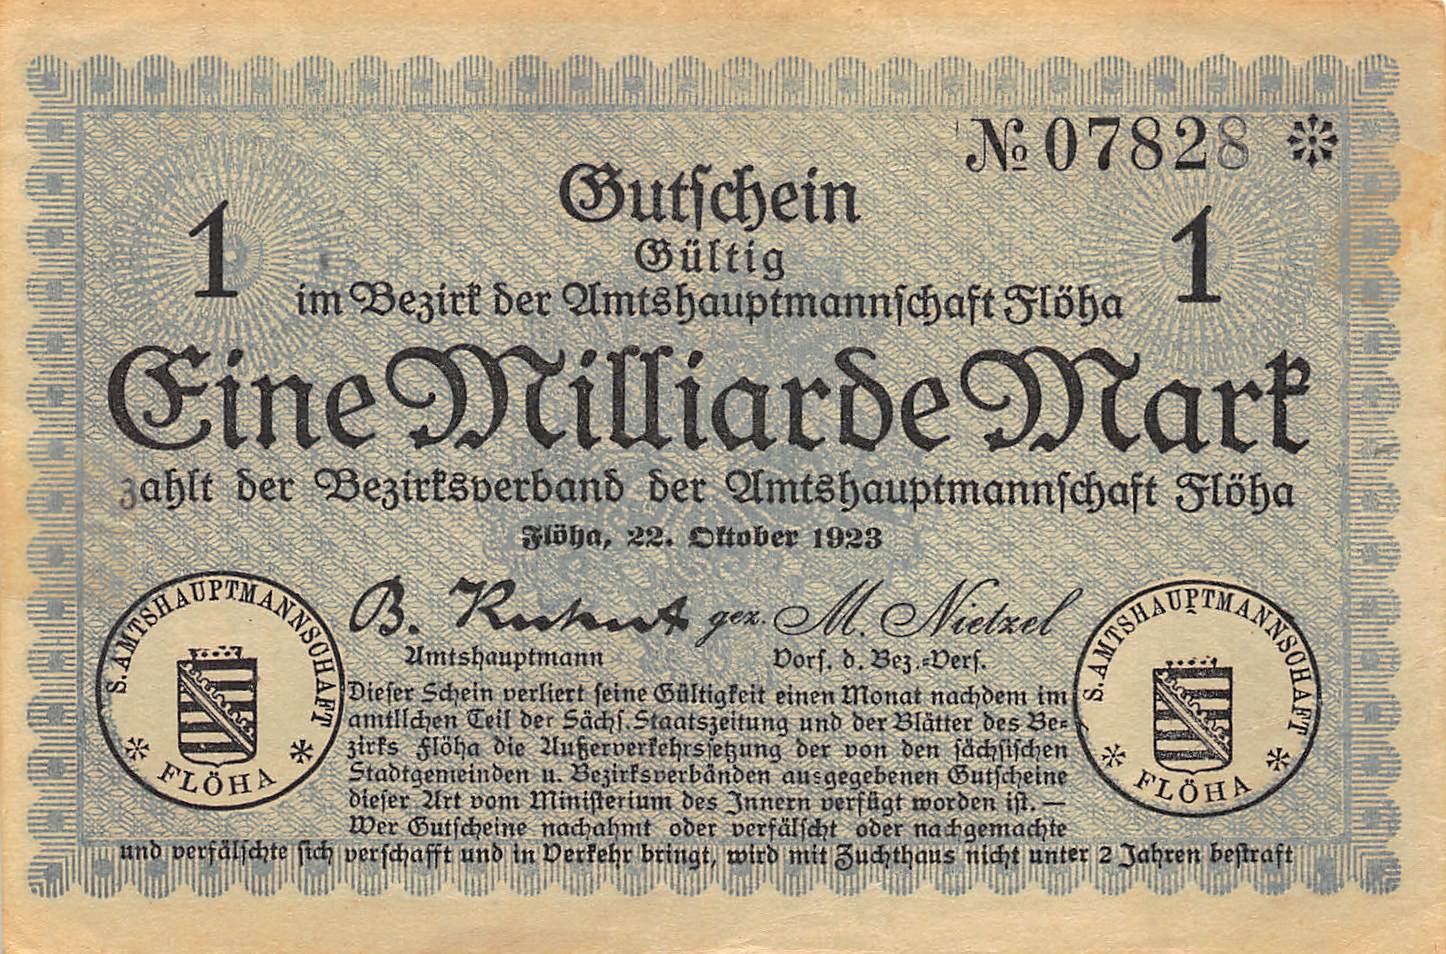 № 07828
Gutschein
Gültig
1
1
im Bezirk der Amtshauptmannschaft Flöha
Eine Milliarde Mark
zahlt der Bezirksverband der Amtshauptmannschaft Flöha
Flöha, 22. Oktober 1923
gez. M. Nietzel
Amtshauptmann
Vors. d. Bez.=Vers.
S. AMTSHAUPTMANNSCHAFT
* FLÖHA *
S. AMTSHAUPTMANNSCHAFT
* FLÖHA *
Dieser Schein verliert seine Gültigkeit einen Monat nachdem im
amtlichen Teil der Sächs. Staatszeitung und der Blätter des Be=
zirks Flöha die Außerverkehrssetzung der von den sächsischen
Stadtgemeinden u. Bezirksverbänden ausgegebenen Gutscheine
dieser Art vom Ministerium des Innern verfügt worden ist. —
Wer Gutscheine nachahmt oder verfälscht oder nachgemachte
und verfälschte sich verschafft und in Verkehr bringt, wird mit Zuchthaus nicht unter 2 Jahren bestraft